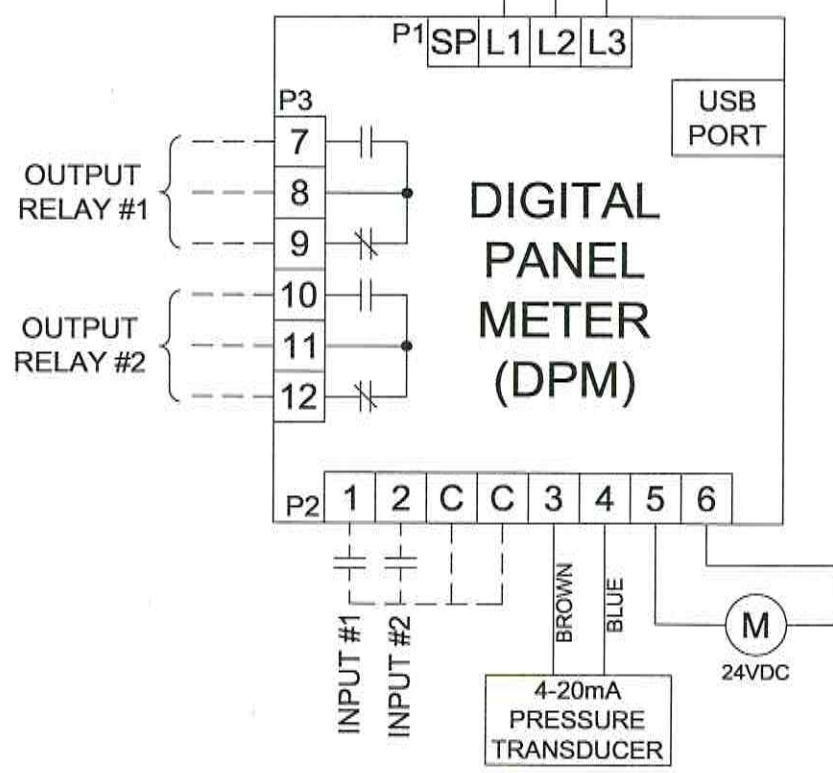 P1 SP L1 L2 L3
USB
PORT
P3
7
8
9
10
11
12
OUTPUT
RELAY #1
OUTPUT
RELAY #2
DIGITAL
PANEL
METER
(DPM)
P2 1 2 C C 3 4 5 6
INPUT #1
INPUT #2
BROWN
BLUE
M
24VDC
4-20mA
PRESSURE
TRANSDUCER